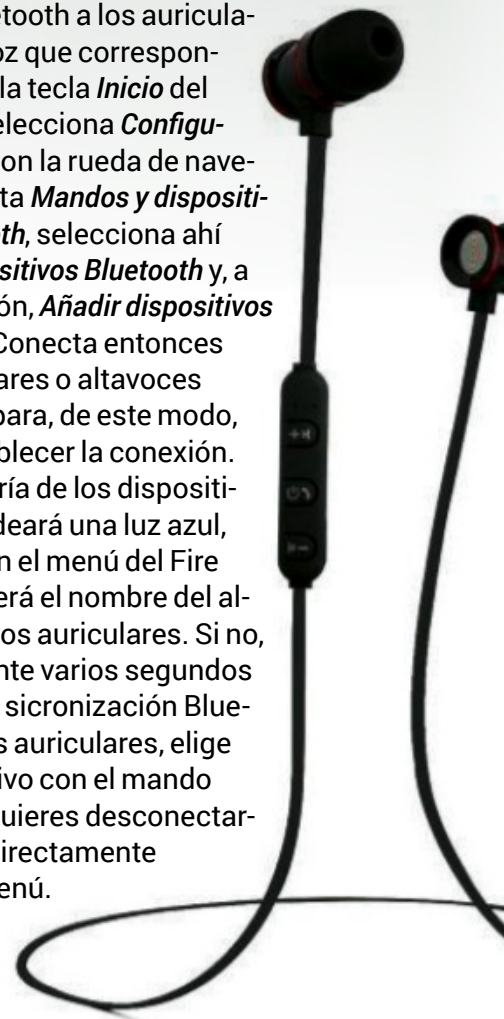 etooth a los auricula-
oz que correspon-
la tecla Inicio del
elecciona Configu-
on la rueda de nave-
ta Mandos y dispositi-
th, selecciona ahí
sitivos Bluetooth y, a
ón, Añadir dispositivos
Conecta entonces
ares o altavoces
para, de este modo,
blecer la conexión.
ría de los dispositi-
deará una luz azul,
n el menú del Fire
erá el nombre del al-
os auriculares. Si no,
nte varios segundos
sicronización Blue-
s auriculares, elige
ivo con el mando
uieres desconectar-
irectamente
enú.